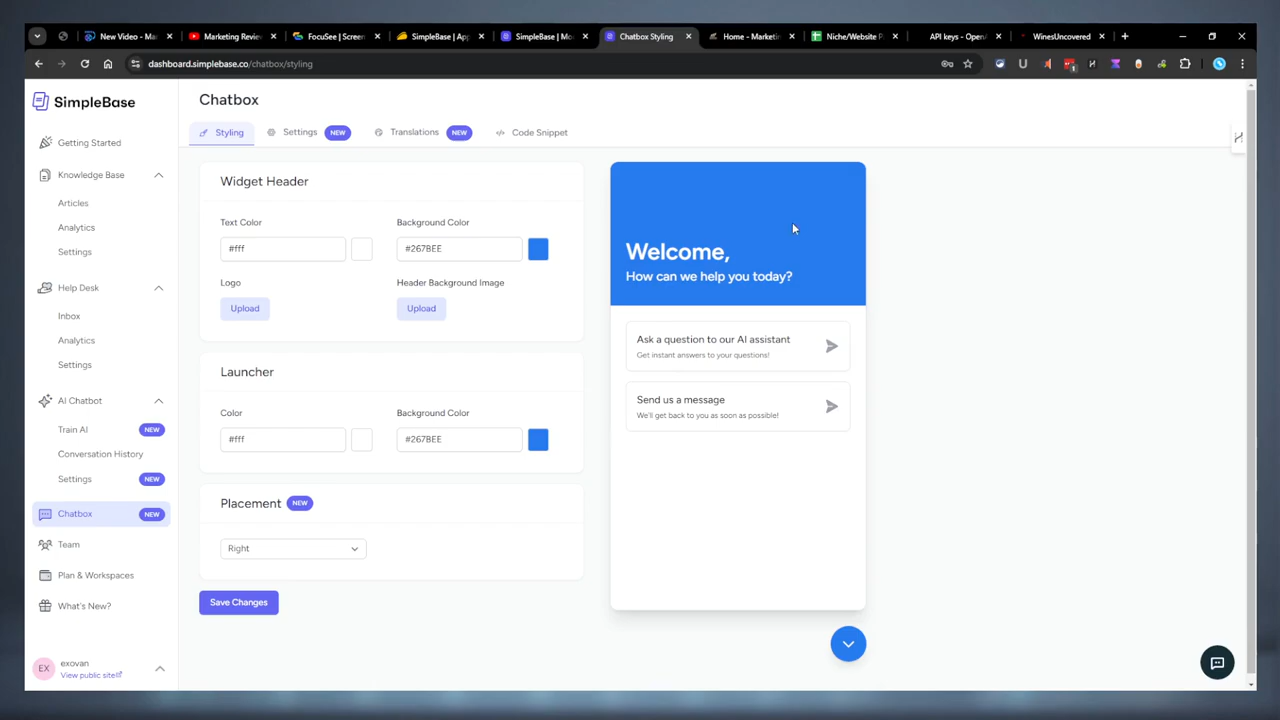 New Video - Ma
Marketing Revie
FocuSee | Screen
SimpleBase | App
SimpleBase | Mo
Chatbox Styling
Home - Marketin
Niche/Website P
API keys - OpenA
WinesUncovered
dashboard.simplebase.co/chatbox/styling
SimpleBase
Getting Started
Knowledge Base
Articles
Analytics
Settings
Help Desk
Inbox
Analytics
Settings
AI Chatbot
Train AI NEW
Conversation History
Settings NEW
Chatbox NEW
Team
Plan & Workspaces
What's New?
EX
exovan
View public site
Chatbox
Styling
Settings NEW
Translations NEW
Code Snippet
Widget Header
Text Color
Background Color
#fff
#267BEE
Logo
Header Background Image
Upload
Upload
Launcher
Color
Background Color
#fff
#267BEE
Placement NEW
Right
Save Changes
Welcome,
How can we help you today?
Ask a question to our AI assistant
Get instant answers to your questions!
Send us a message
We'll get back to you as soon as possible!